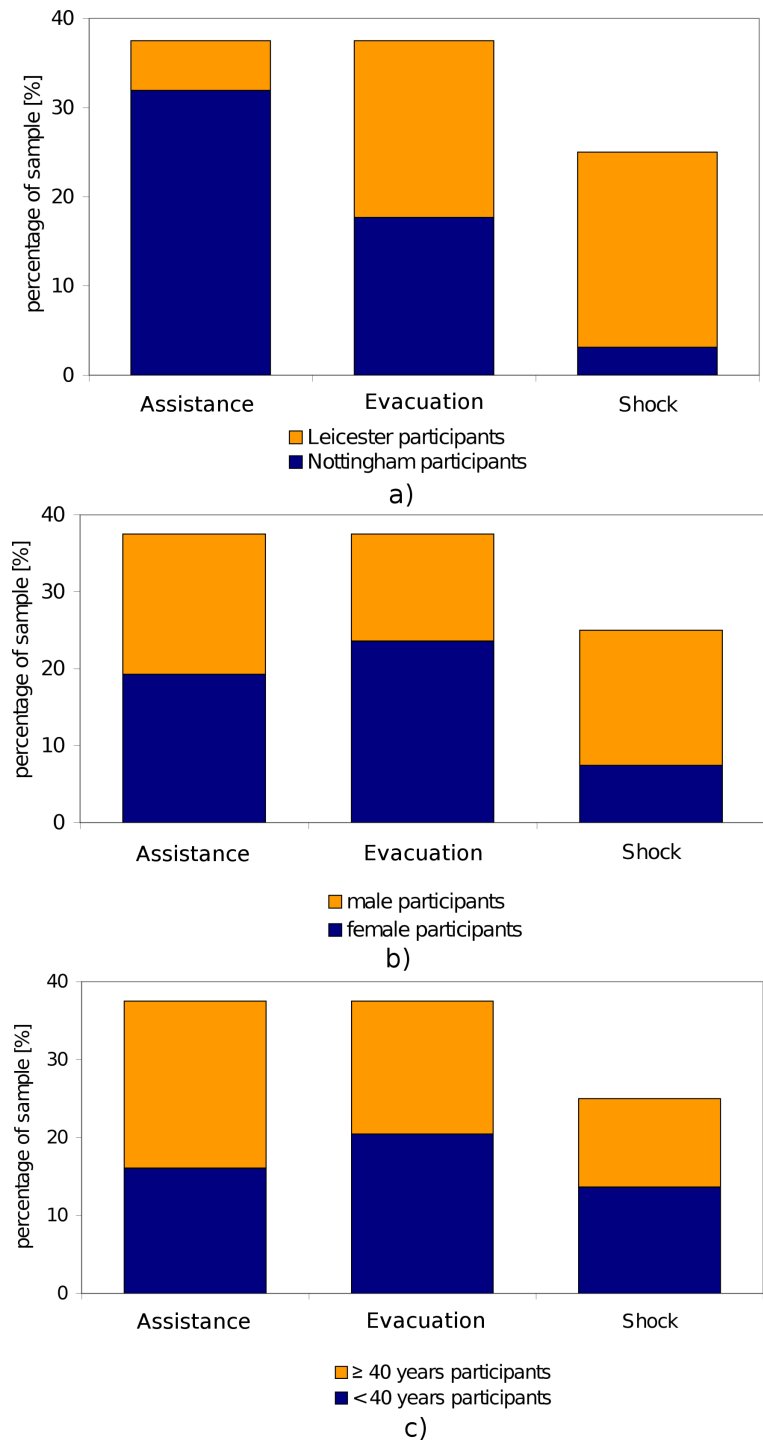 percentage of sample [%]
40
30
20
10
0
Assistance Evacuation Shock
Leicester participants
Nottingham participants
a)
percentage of sample [%]
40
30
20
10
0
Assistance Evacuation Shock
male participants
female participants
b)
percentage of sample [%]
40
30
20
10
0
Assistance Evacuation Shock
≥ 40 years participants
<40 years participants
c)